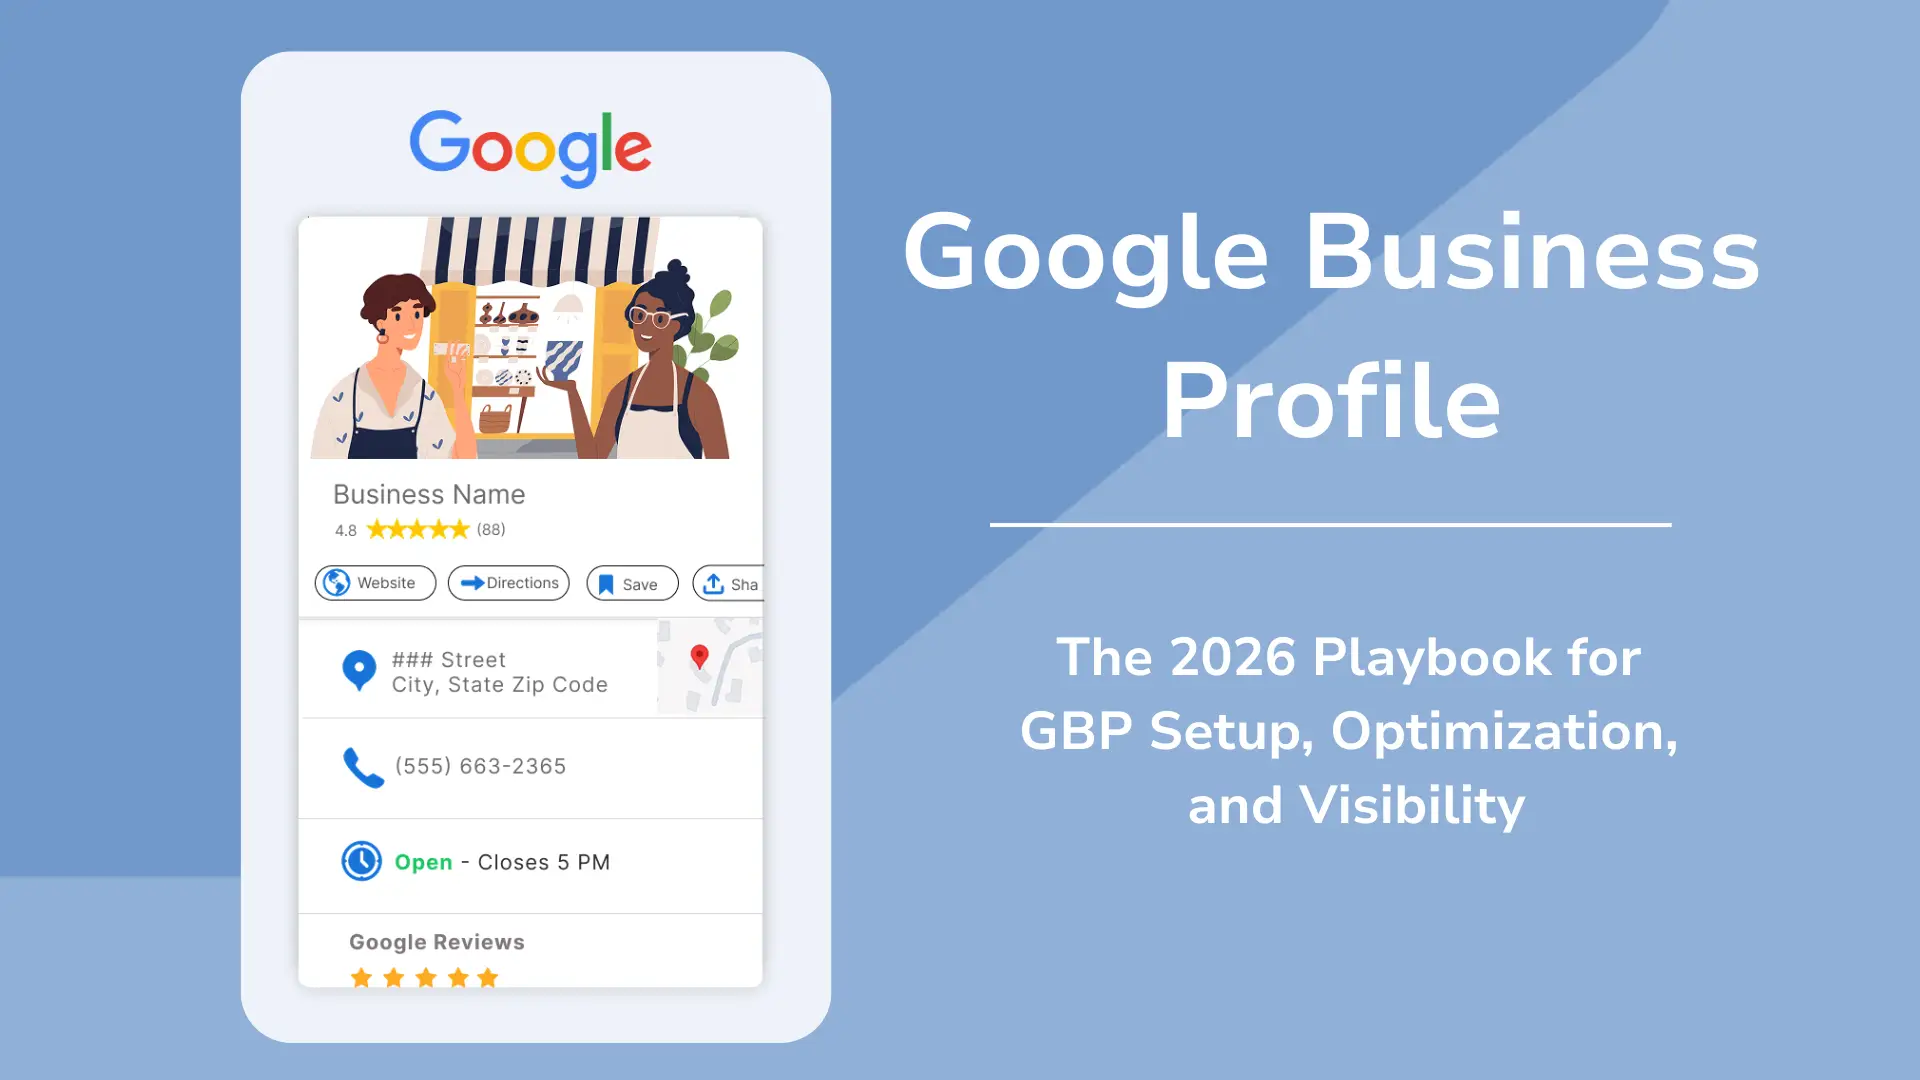 Google
Business Name
4.8 (88)
Website Directions Save Sha
### Street
City, State Zip Code
(555) 663-2365
Open - Closes 5 PM
Google Reviews
Google Business
Profile
The 2026 Playbook for
GBP Setup, Optimization,
and Visibility